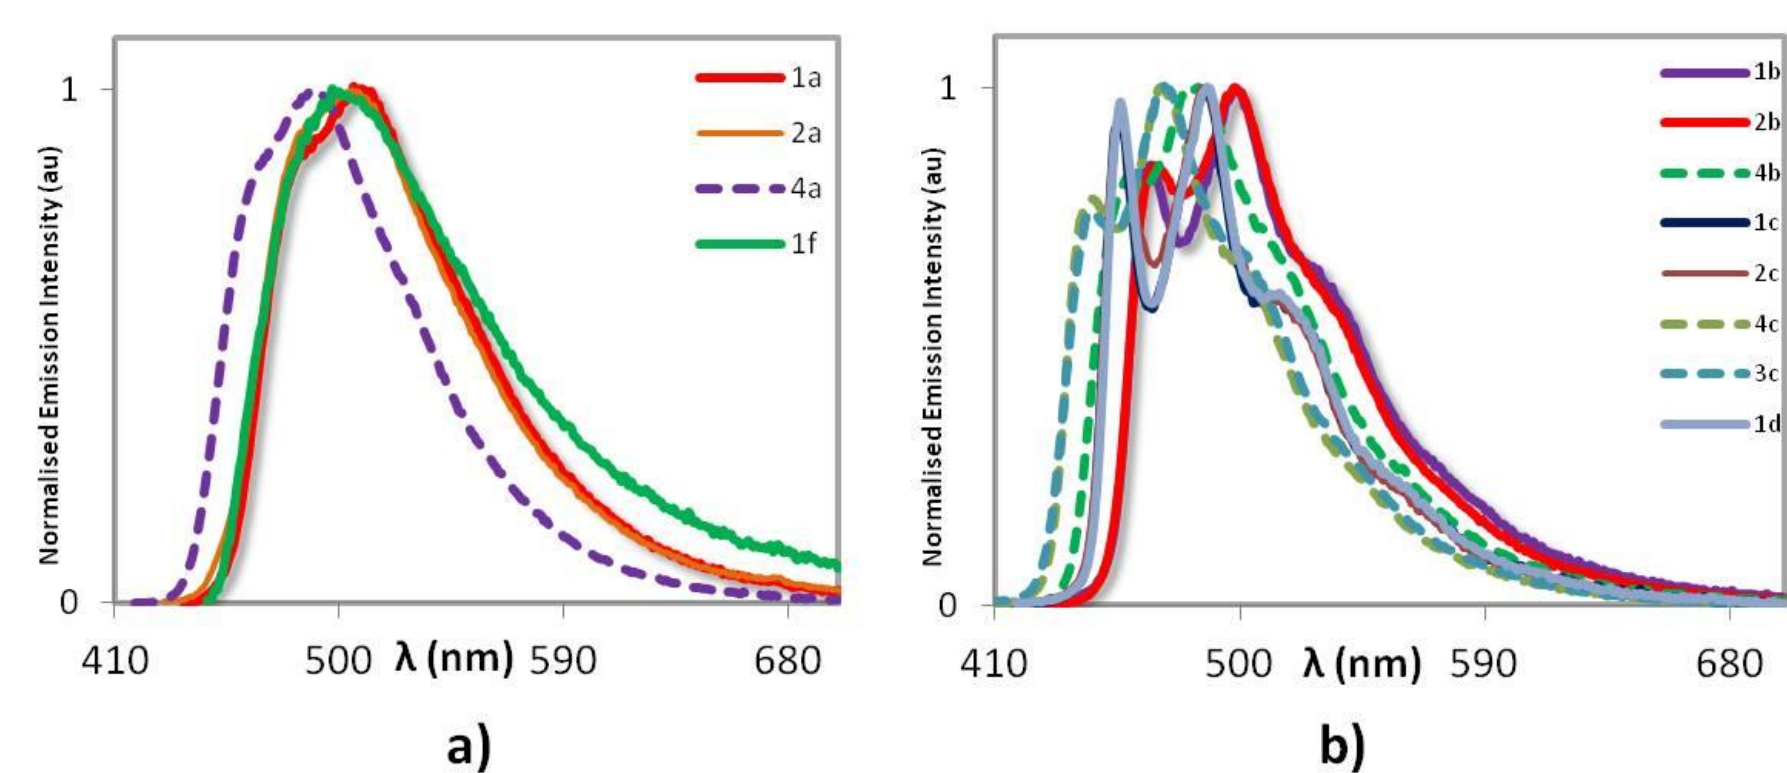 Normalised Emission Intensity (au)
1
0
410
500
λ (nm)
590
680
1a
2a
4a
1f
a)
Normalised Emission Intensity (au)
1
0
410
500
λ (nm)
590
680
1b
2b
4b
1c
2c
4c
3c
1d
b)